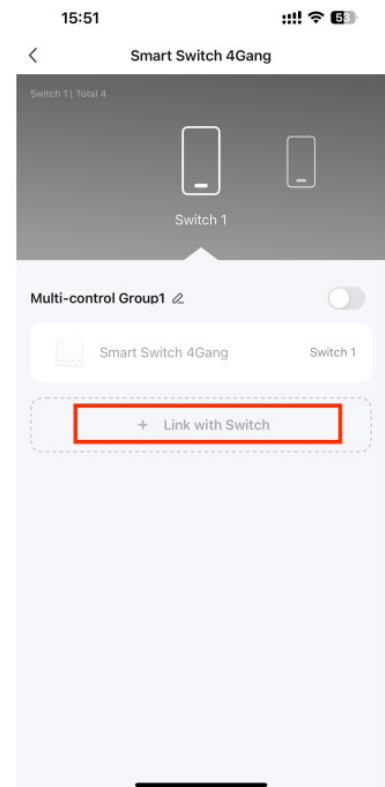 15:51
53
Smart Switch 4Gang
Switch 1 | Total 4
Switch 1
Multi-control Group1
Smart Switch 4Gang
Switch 1
+ Link with Switch